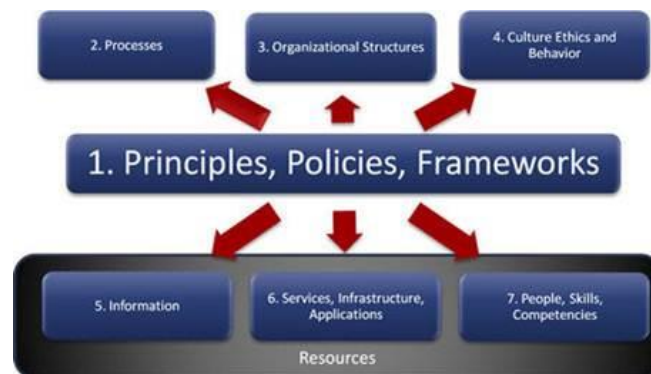 2. Processes
3. Organizational Structures
4. Culture Ethics and
Behavior
1. Principles, Policies, Frameworks
5. Information
6. Services, Infrastructure,
Applications
7. People, Skills,
Competencies
Resources